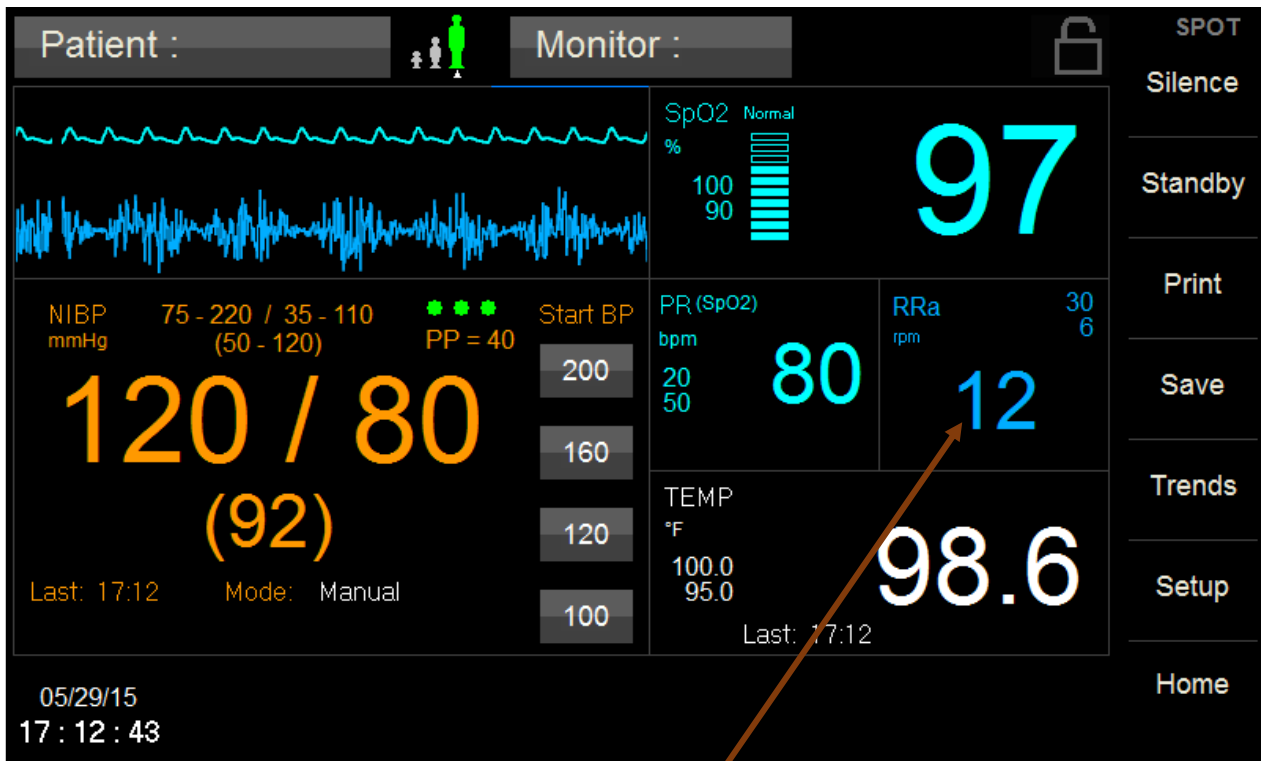 Patient :
Monitor :
SPOT
Silence
Standby
Print
Save
Trends
Setup
Home
SpO2 Normal
%
100
90
97
NIBP 75 - 220 / 35 - 110
mmHg (50 - 120) PP = 40
120 / 80
(92)
Last: 17:12 Mode: Manual
Start BP
200
160
120
100
PR (SpO2)
bpm
20
50
80
RRa 30
rpm 6
12
TEMP
°F
100.0
95.0
98.6
Last: 17:12
05/29/15
17 : 12 : 43